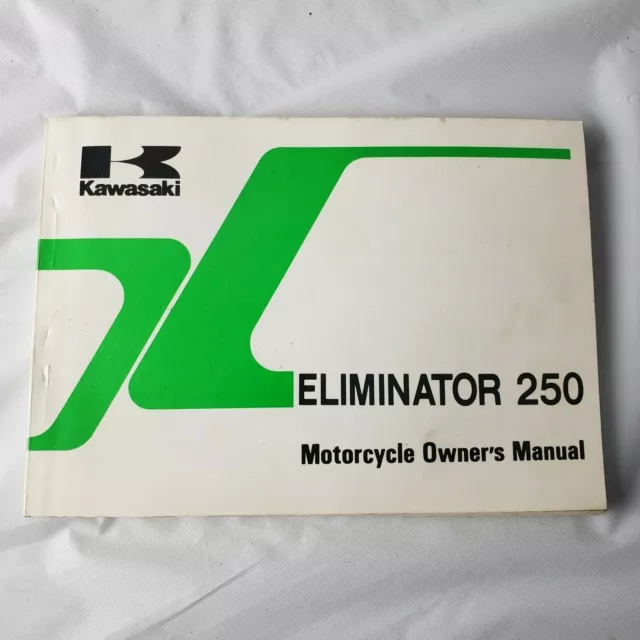 Kawasaki
ELIMINATOR 250
Motorcycle Owner's Manual